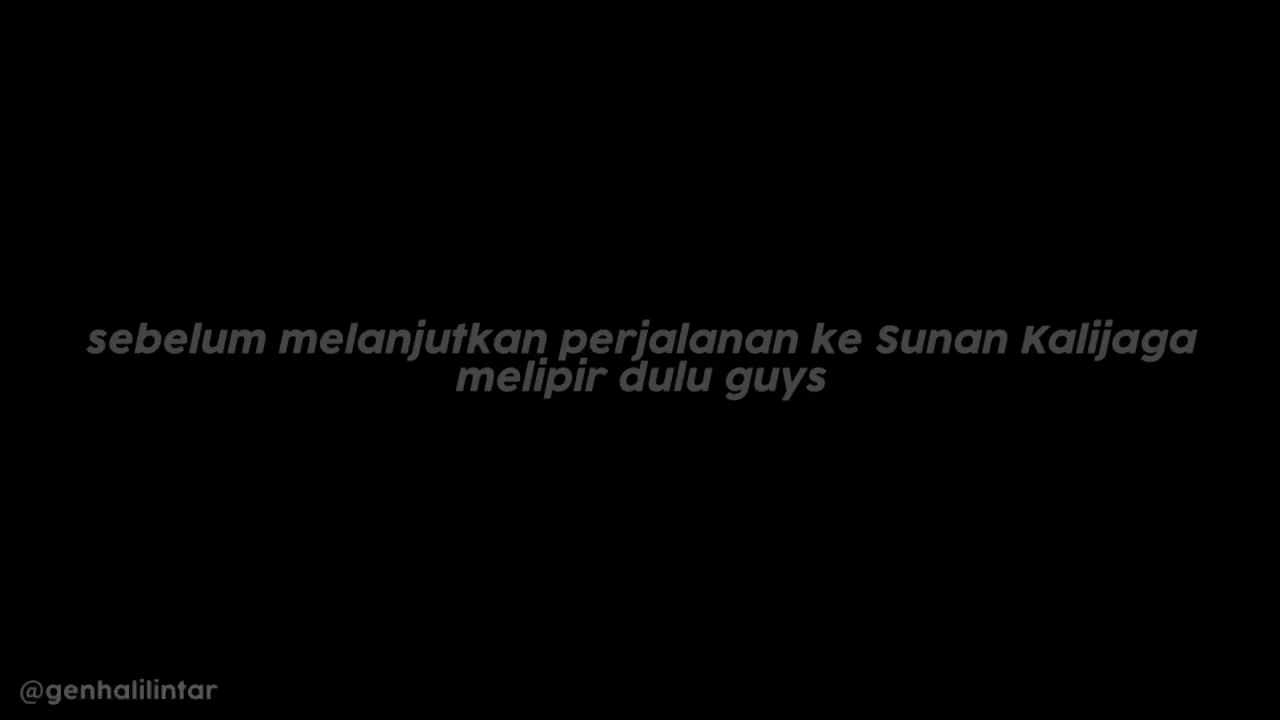 sebelum melanjutkan perjalanan ke Sunan Kalijaga
melipir dulu guys
@genhalilintar